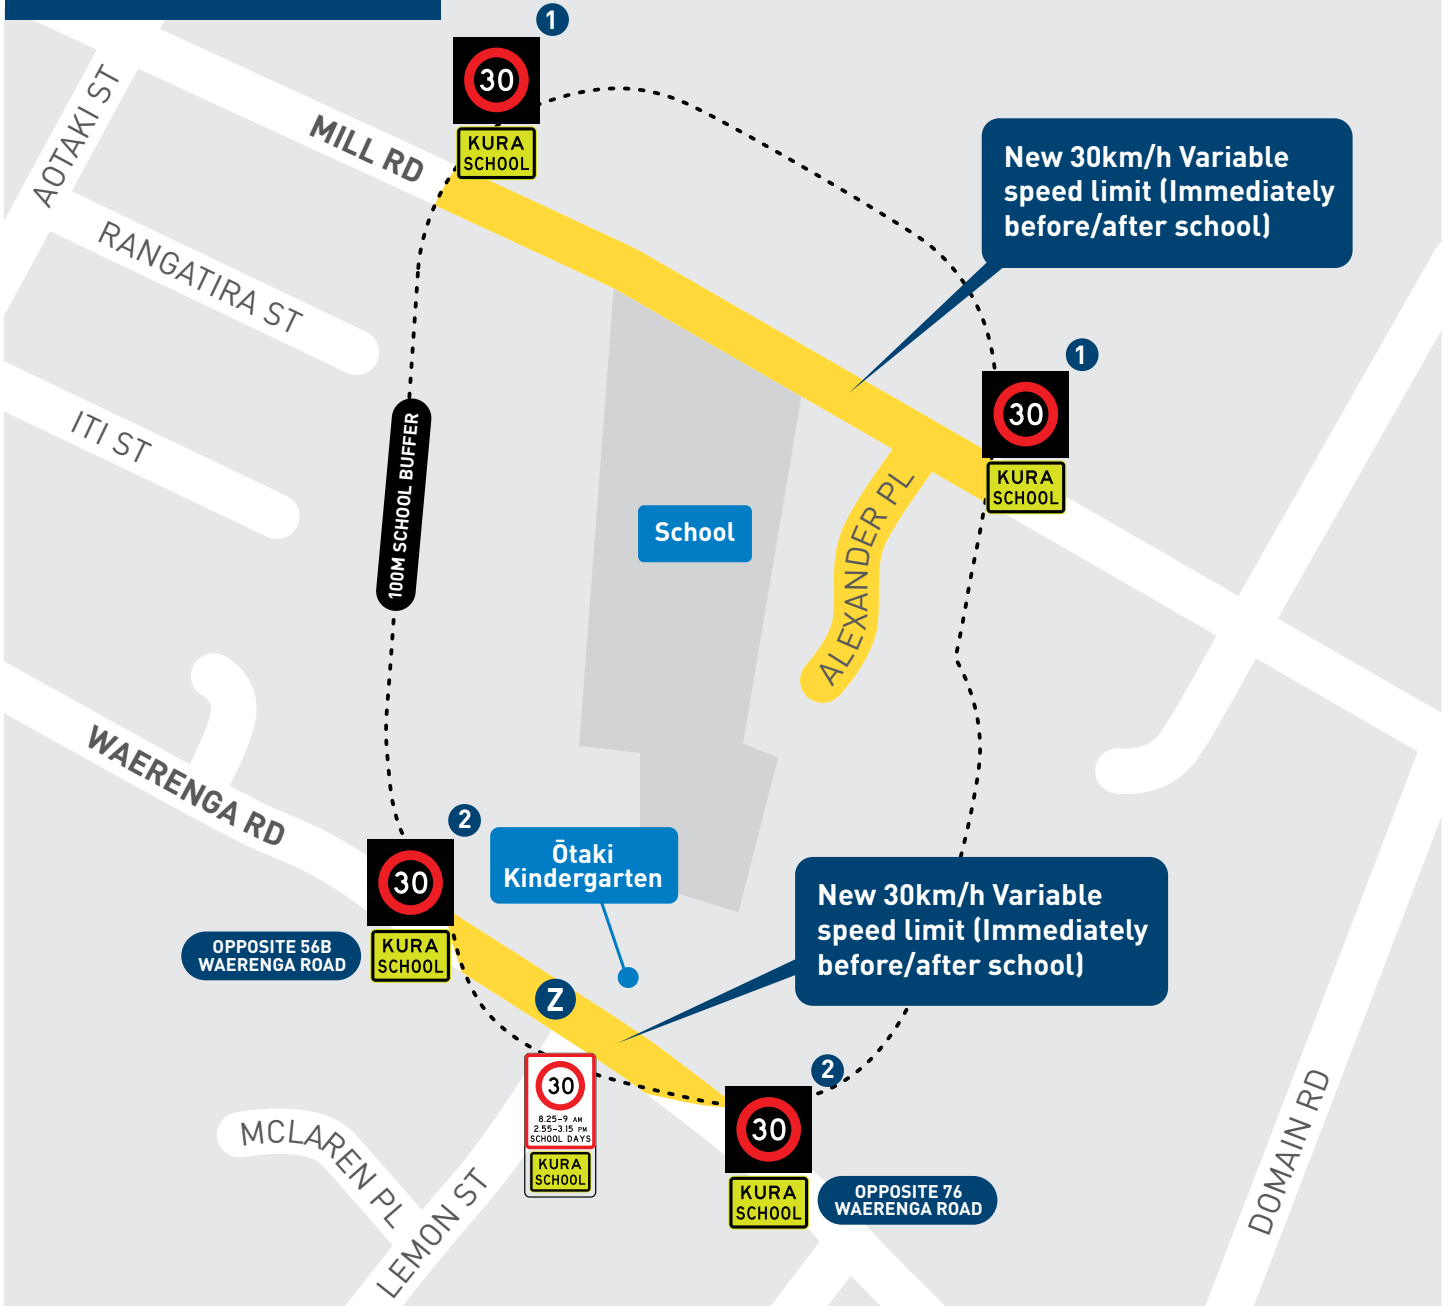 1
30
KURA
SCHOOL
MILL RD
AOTAKI ST
New 30km/h Variable
speed limit (Immediately
before/after school)
RANGATIRA ST
1
30
KURA
SCHOOL
ITI ST
100M SCHOOL BUFFER
School
ALEXANDER PL
WAERENGA RD
2
30
KURA
SCHOOL
OPPOSITE 56B
WAERENGA ROAD
Ōtaki
Kindergarten
New 30km/h Variable
speed limit (Immediately
before/after school)
Z
30
8.25-9 AM
2.55-3.15 PM
SCHOOL DAYS
KURA
SCHOOL
2
30
KURA
SCHOOL
OPPOSITE 76
WAERENGA ROAD
MCLAREN PL
LEMON ST
DOMAIN RD